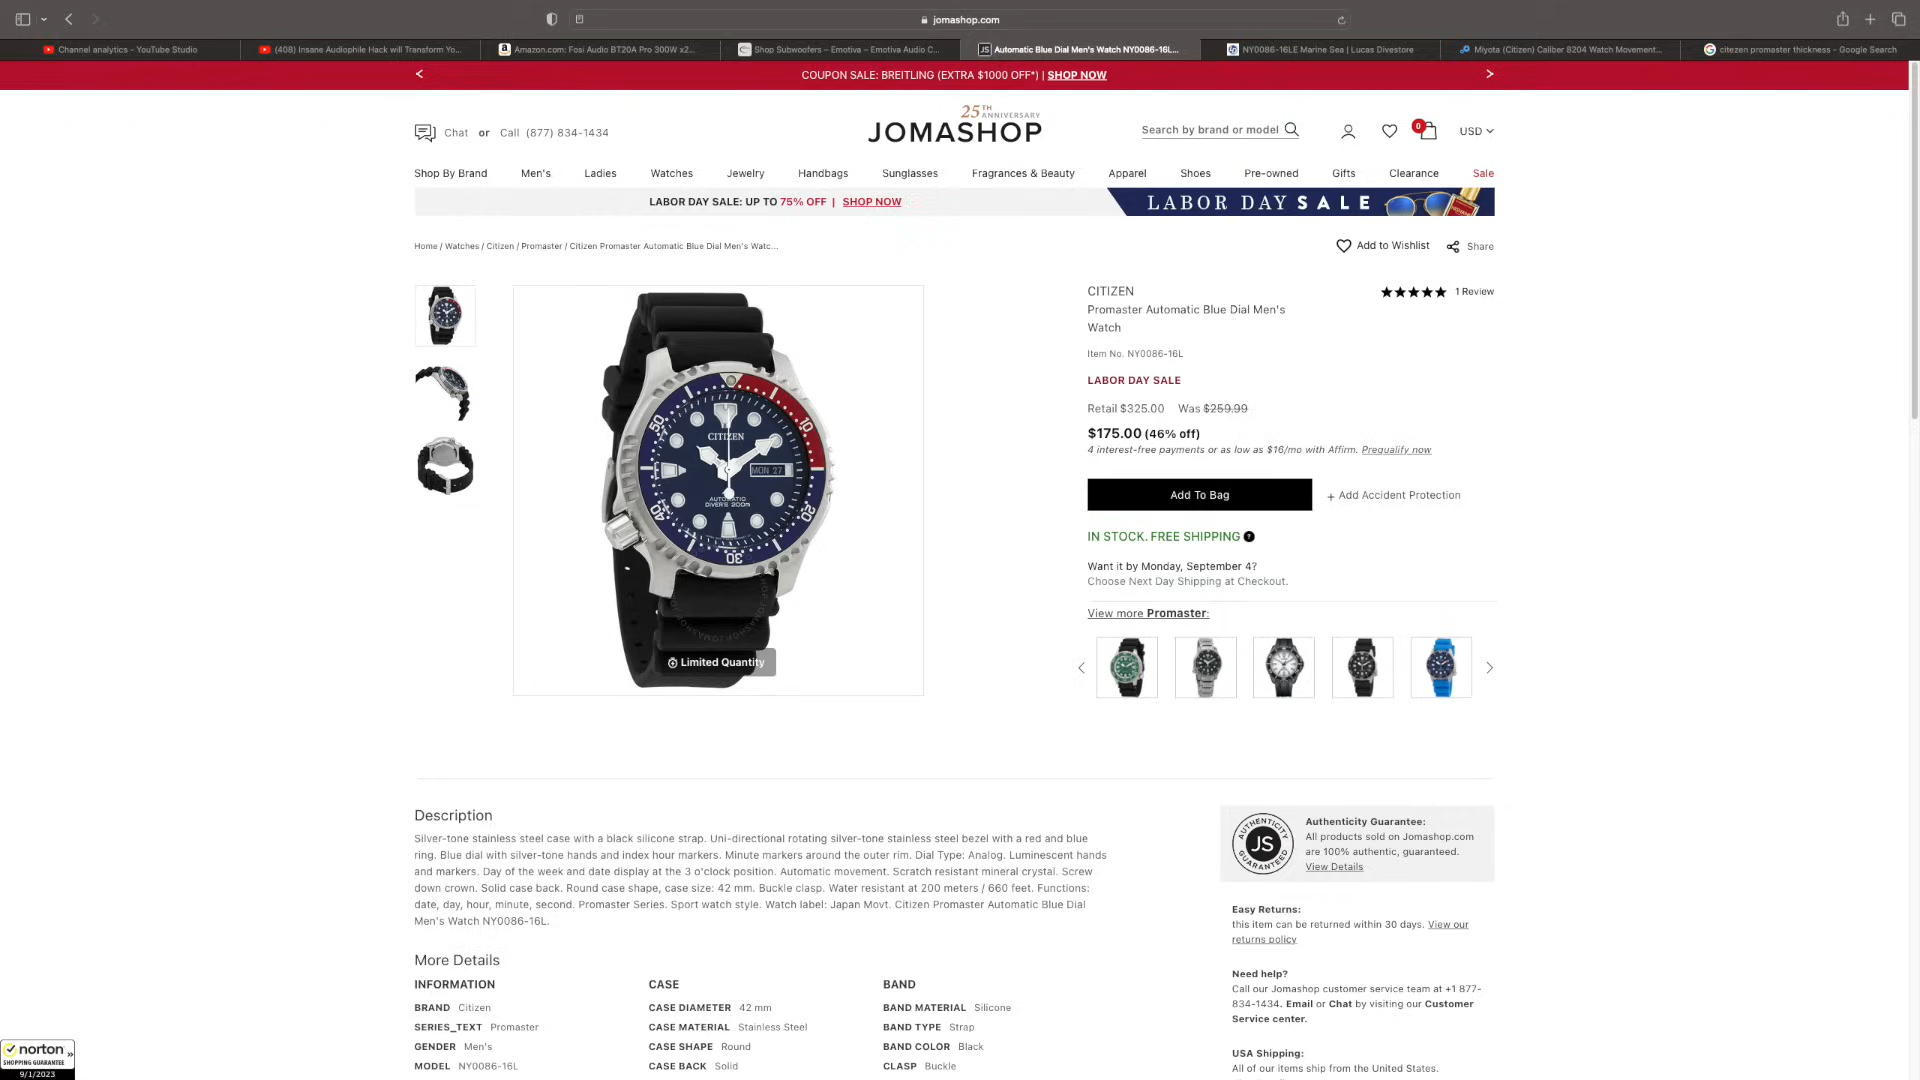 jomashop.com
Channel analytics - YouTube Studio
(408) Insane Audiophile Hack will Transform Yo...
Amazon.com: Fosi Audio BT20A Pro 300W x2...
Shop Subwoofers – Emotiva – Emotiva Audio C...
JS Automatic Blue Dial Men's Watch NY0086-16L...
NY0086-16LE Marine Sea | Lucas Divestore
Miyota (Citizen) Caliber 8204 Watch Movement...
citezen promaster thickness - Google Search
COUPON SALE: BREITLING (EXTRA $1000 OFF*) | SHOP NOW
25TH ANNIVERSARY
Chat or Call (877) 834-1434
JOMASHOP
Search by brand or model
0
USD
Shop By Brand
Men's
Ladies
Watches
Jewelry
Handbags
Sunglasses
Fragrances & Beauty
Apparel
Shoes
Pre-owned
Gifts
Clearance
Sale
LABOR DAY SALE: UP TO 75% OFF | SHOP NOW
LABOR DAY SALE
Home / Watches / Citizen / Promaster / Citizen Promaster Automatic Blue Dial Men's Watc...
Add to Wishlist
Share
CITIZEN
1 Review
Promaster Automatic Blue Dial Men's
Watch
Item No. NY0086-16L
LABOR DAY SALE
Retail $325.00 Was $259.99
$175.00 (46% off)
4 interest-free payments or as low as $16/mo with Affirm. Prequalify now
Add To Bag
+ Add Accident Protection
IN STOCK. FREE SHIPPING ?
Want it by Monday, September 4?
Choose Next Day Shipping at Checkout.
View more Promaster:
10
20
30
40
50
CITIZEN
MON 27
AUTOMATIC
DIVER'S 200m
Limited Quantity
Description
Silver-tone stainless steel case with a black silicone strap. Uni-directional rotating silver-tone stainless steel bezel with a red and blue
ring. Blue dial with silver-tone hands and index hour markers. Minute markers around the outer rim. Dial Type: Analog. Luminescent hands
and markers. Day of the week and date display at the 3 o'clock position. Automatic movement. Scratch resistant mineral crystal. Screw
down crown. Solid case back. Round case shape, case size: 42 mm. Buckle clasp. Water resistant at 200 meters / 660 feet. Functions:
date, day, hour, minute, second. Promaster Series. Sport watch style. Watch label: Japan Movt. Citizen Promaster Automatic Blue Dial
Men's Watch NY0086-16L.
More Details
INFORMATION
BRAND Citizen
SERIES_TEXT Promaster
GENDER Men's
MODEL NY0086-16L
CASE
CASE DIAMETER 42 mm
CASE MATERIAL Stainless Steel
CASE SHAPE Round
CASE BACK Solid
BAND
BAND MATERIAL Silicone
BAND TYPE Strap
BAND COLOR Black
CLASP Buckle
AUTHENTICITY
JS
GUARANTEED
Authenticity Guarantee:
All products sold on Jomashop.com
are 100% authentic, guaranteed.
View Details
Easy Returns:
this item can be returned within 30 days. View our
returns policy
Need help?
Call our Jomashop customer service team at +1 877-
834-1434. Email or Chat by visiting our Customer
Service center.
USA Shipping:
All of our items ship from the United States.
norton
SHOPPING GUARANTEE
9/1/2023